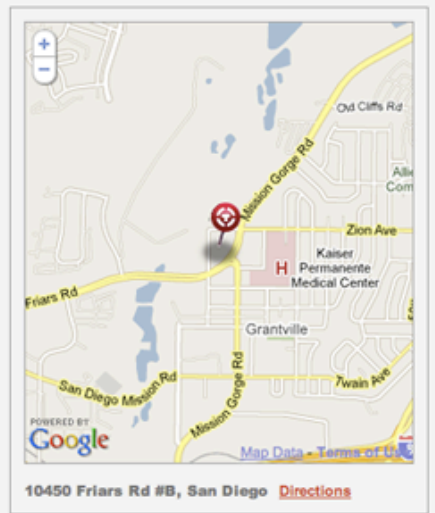 +
−
Old Cliffs Rd
Mission Gorge Rd
Zion Ave
H
Kaiser
Permanente
Medical Center
Friars Rd
Grantville
San Diego Mission Rd
Mission Gorge Rd
Twain Ave
POWERED BY
Google
Map Data - Terms of
10450 Friars Rd #B, San Diego Directions